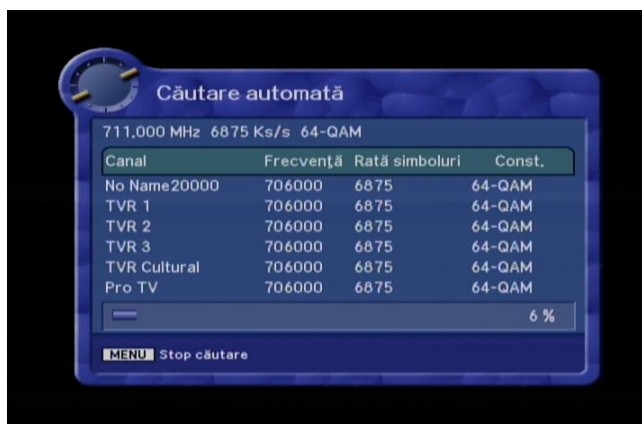 Căutare automată
711,000 MHz 6875 Ks/s 64-QAM
Canal Frecvenţă Rată simboluri Const.
No Name20000 706000 6875 64-QAM
TVR 1 706000 6875 64-QAM
TVR 2 706000 6875 64-QAM
TVR 3 706000 6875 64-QAM
TVR Cultural 706000 6875 64-QAM
Pro TV 706000 6875 64-QAM
6 %
MENU Stop căutare